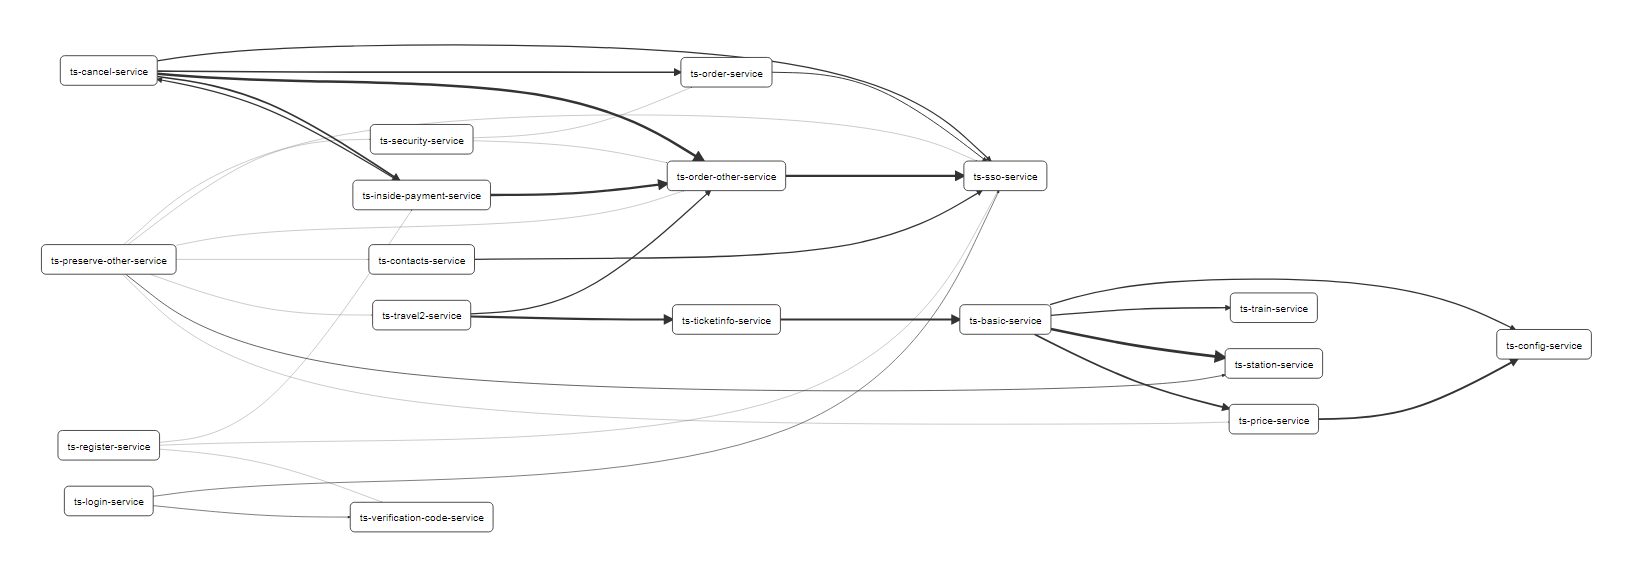 ts-cancel-service
ts-order-service
ts-security-service
ts-order-other-service
ts-sso-service
ts-inside-payment-service
ts-preserve-other-service
ts-contacts-service
ts-travel2-service
ts-ticketinfo-service
ts-basic-service
ts-train-service
ts-config-service
ts-station-service
ts-price-service
ts-register-service
ts-login-service
ts-verification-code-service